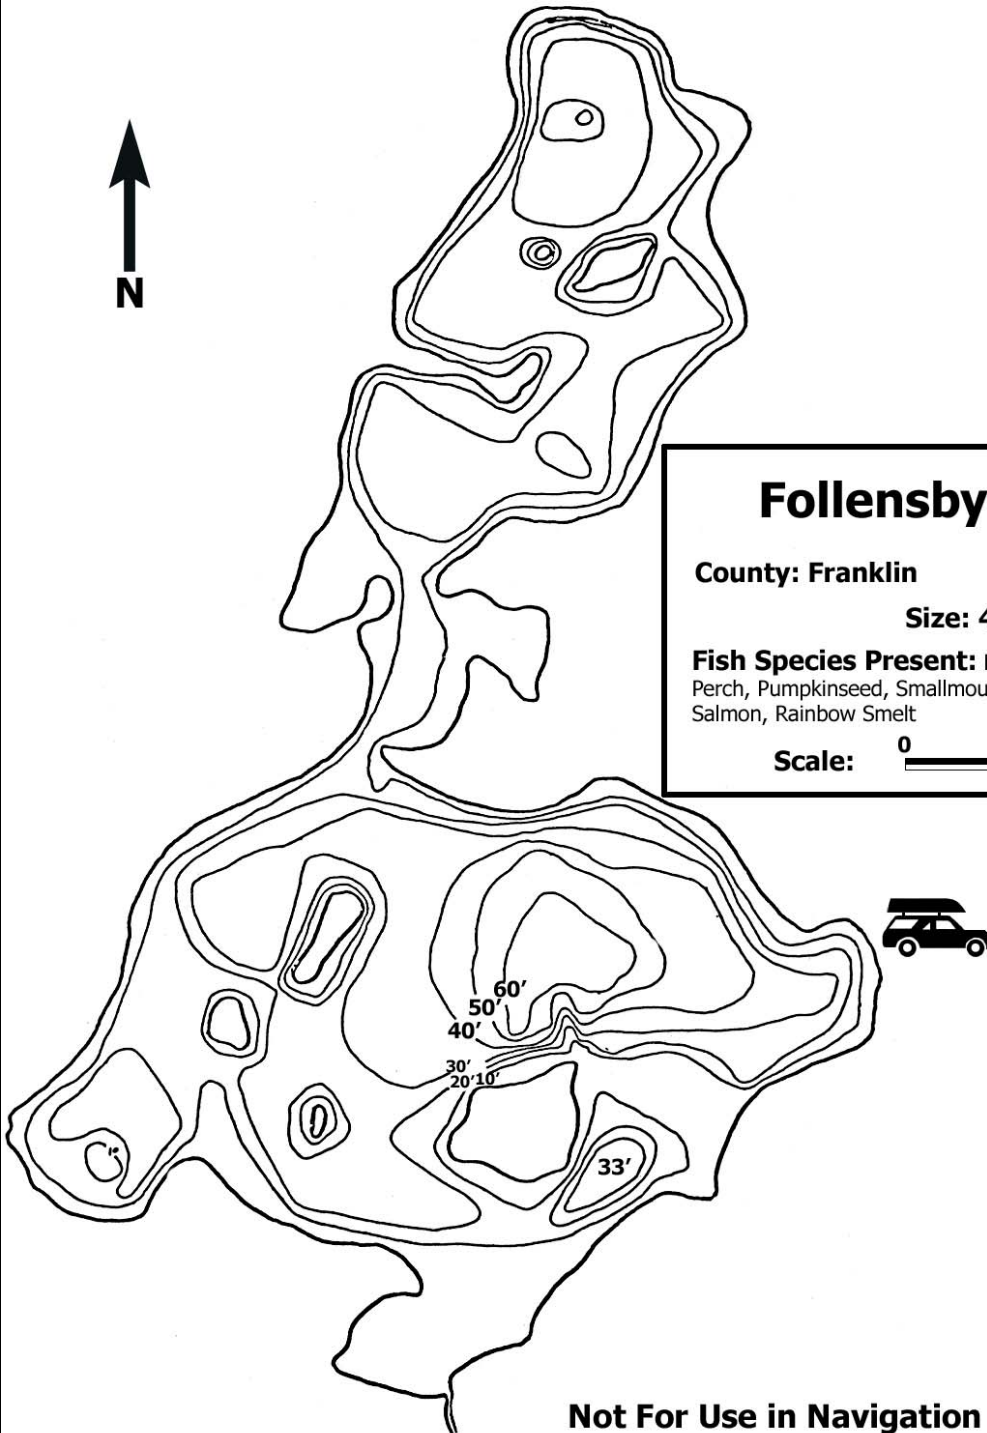 N
Follensby
County: Franklin
Size: 4
Fish Species Present:
Perch, Pumpkinseed, Smallmou
Salmon, Rainbow Smelt
Scale: 0
60'
50'
40'
30'
20' 10'
33'
Not For Use in Navigation